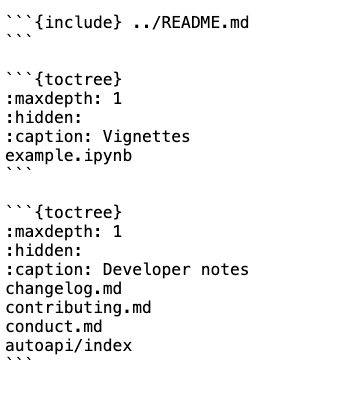 ```{include} ../README.md
```

```{toctree}
:maxdepth: 1
:hidden:
:caption: Vignettes
example.ipynb
```

```{toctree}
:maxdepth: 1
:hidden:
:caption: Developer notes
changelog.md
contributing.md
conduct.md
autoapi/index
```